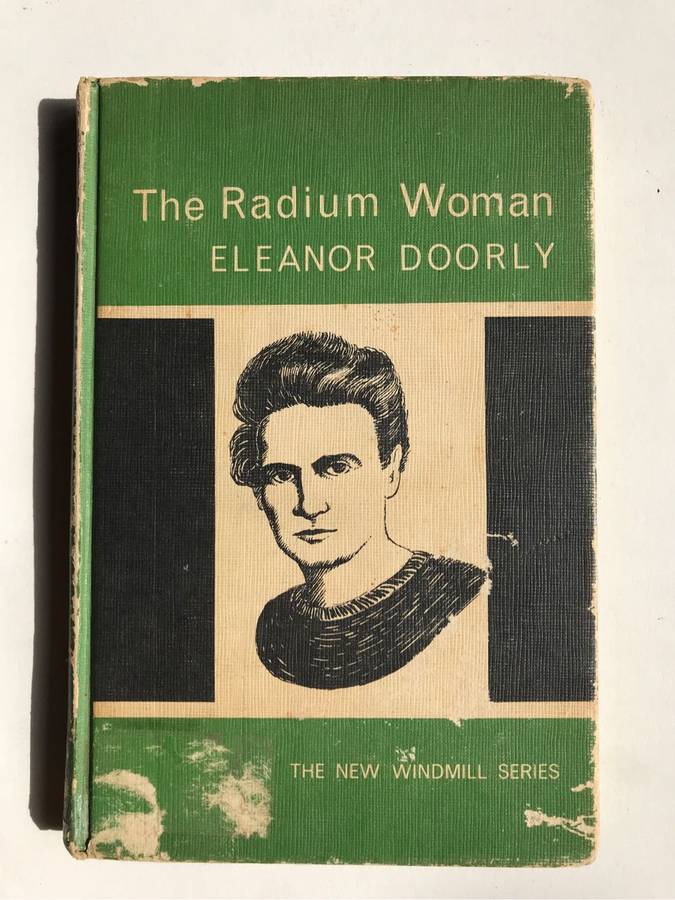 The Radium Woman
ELEANOR DOORLY
THE NEW WINDMILL SERIES